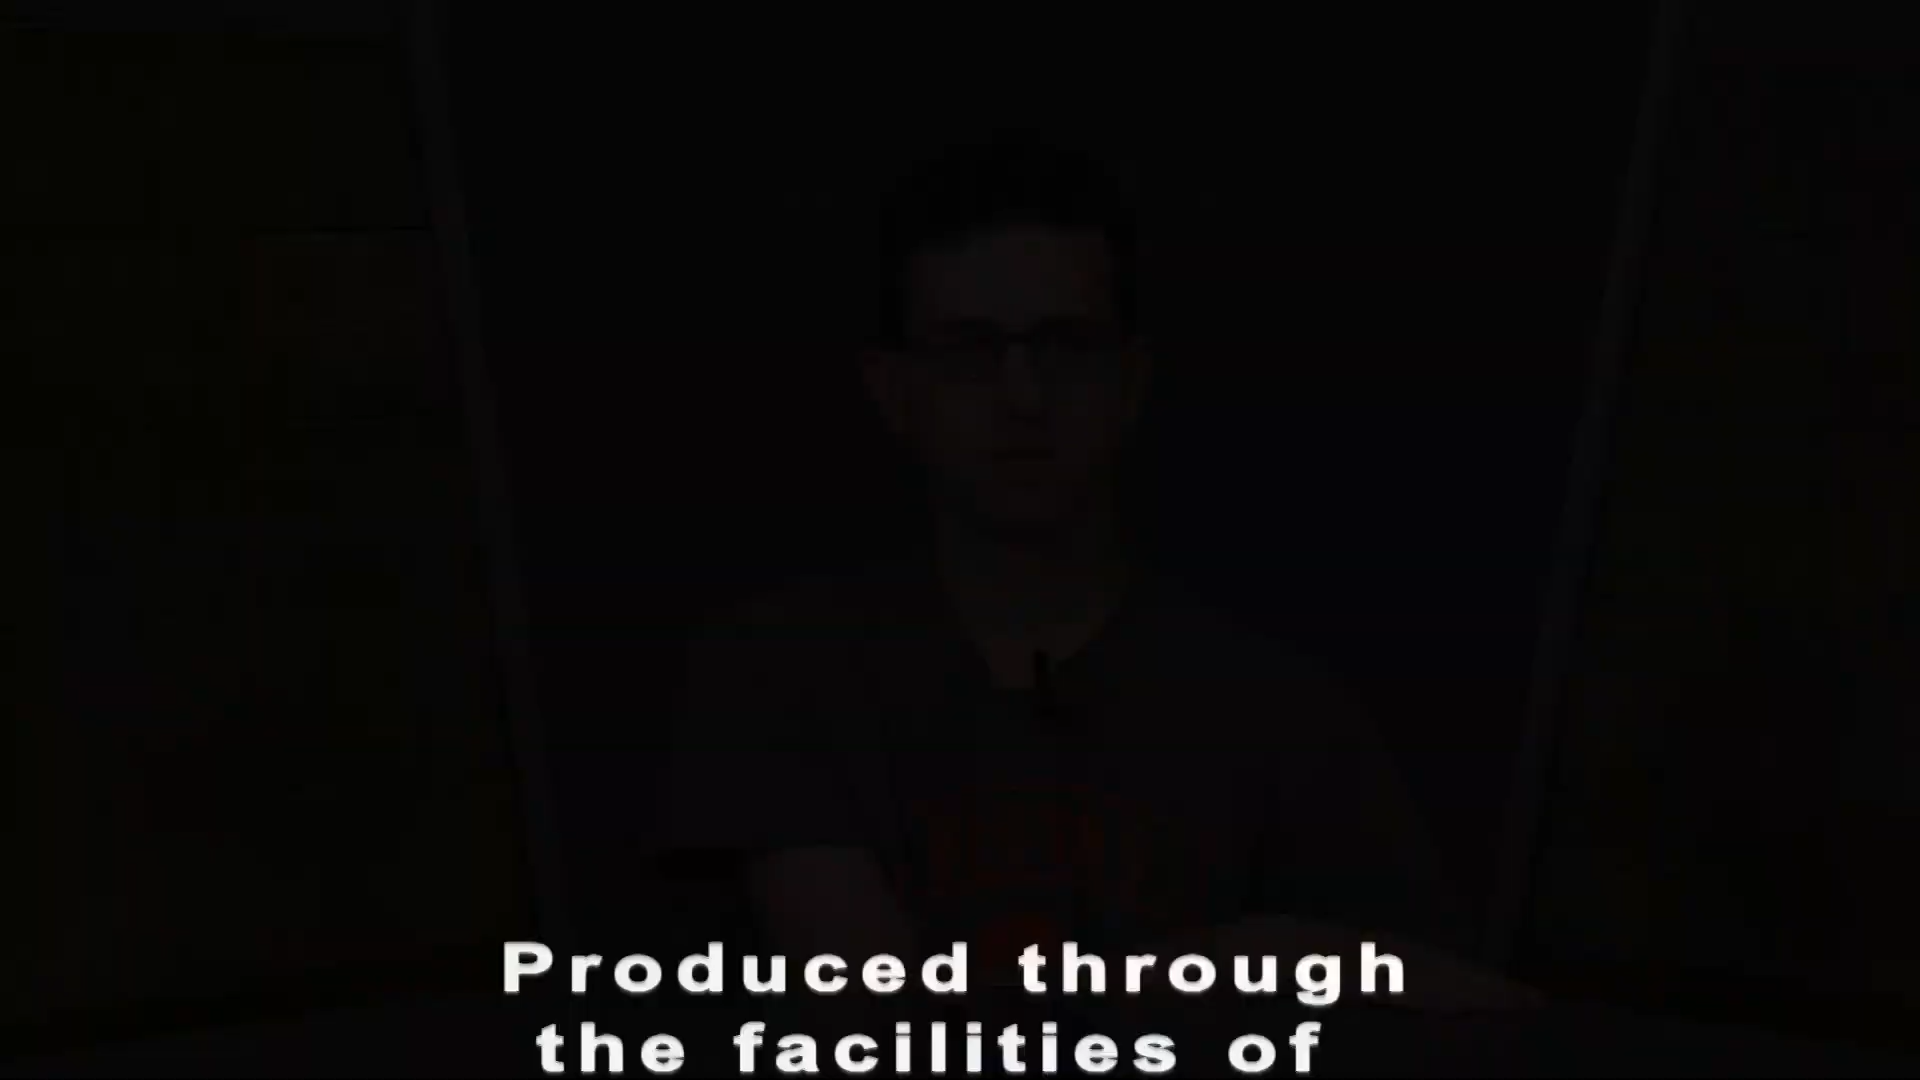 Produced through
the facilities of